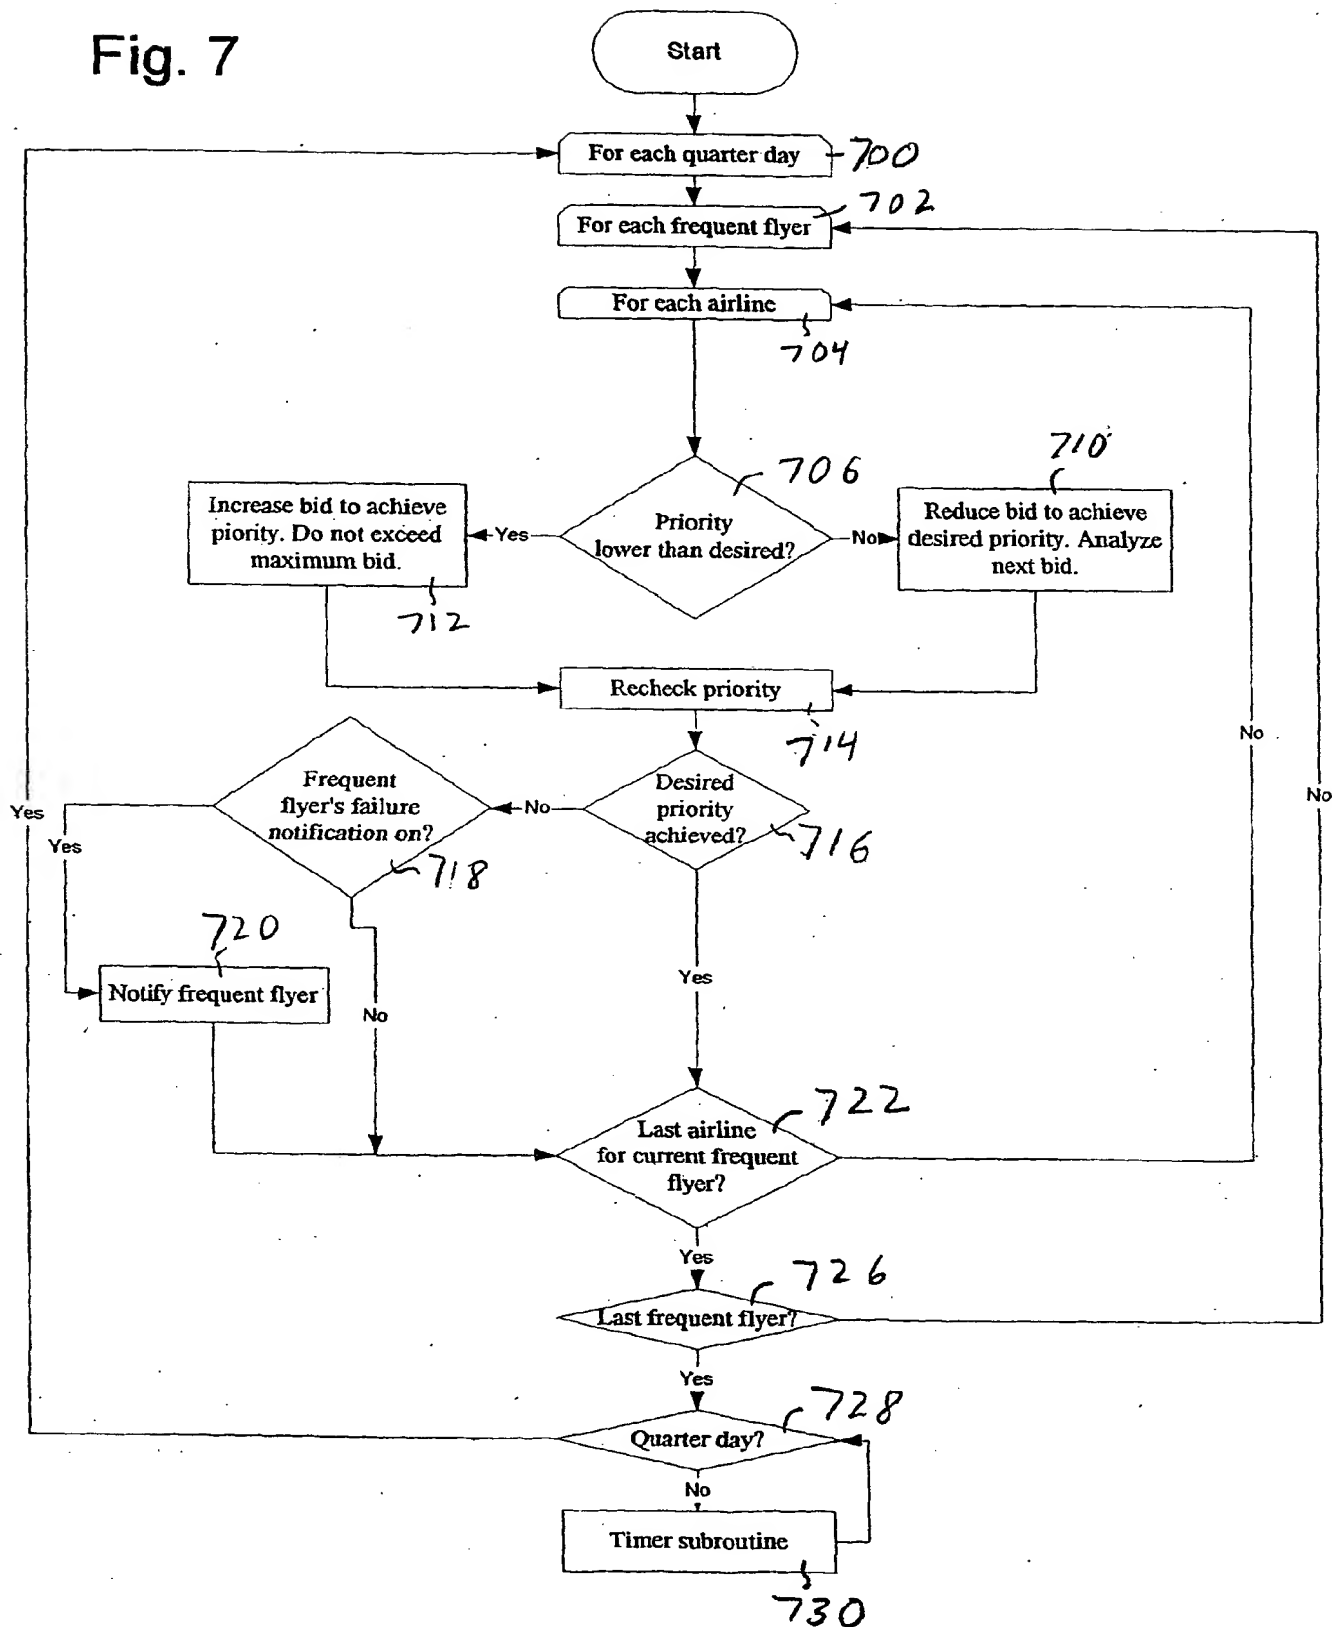 Fig. 7
Start
For each quarter day
700
702
For each frequent flyer
For each airline
704
706
710
Increase bid to achieve
piority. Do not exceed
maximum bid.
Yes
Priority
lower than desired?
No
Reduce bid to achieve
desired priority. Analyze
next bid.
712
Recheck priority
714
No
Frequent
flyer's failure
notification on?
No
Desired
priority
achieved?
No
Yes
Yes
716
718
720
Notify frequent flyer
No
Yes
722
Last airline
for current frequent
flyer?
Yes
726
Last frequent flyer?
Yes
728
Quarter day?
No
Timer subroutine
730